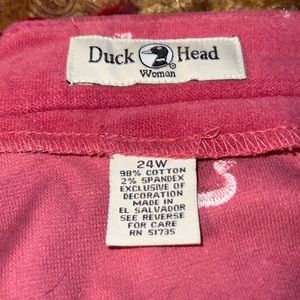 Duck Head
®
Woman
24W
98% COTTON
2% SPANDEX
EXCLUSIVE OF
DECORATION
MADE IN
EL SALVADOR
SEE REVERSE
FOR CARE
RN 51735